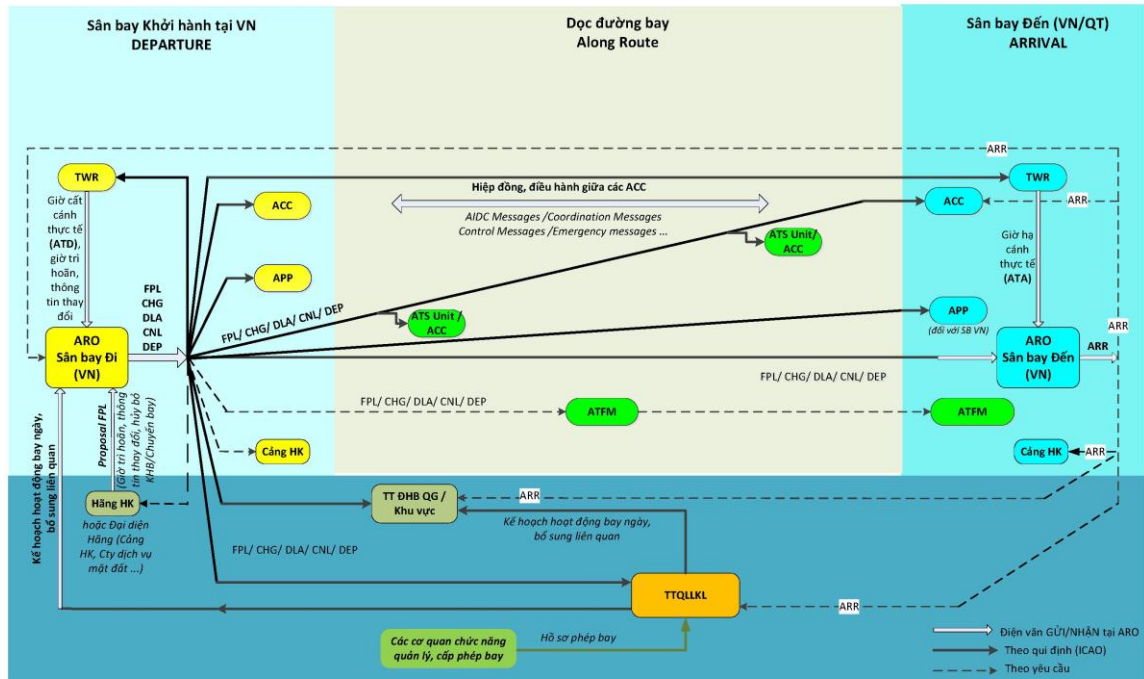 Sân bay Khởi hành tại VN
DEPARTURE
Dọc đường bay
Along Route
Sân bay Đến (VN/QT)
ARRIVAL
ARR
TWR
Giờ cất
cánh
thực tế
(ATD),
giờ trì
hoãn,
thông
tin thay
đổi
FPL
CHG
DLA
CNL
DEP
ARO
Sân bay Đi
(VN)
ACC
APP
Hiệp đồng, điều hành giữa các ACC
AIDC Messages /Coordination Messages
Control Messages /Emergency messages ...
ATS Unit/
ACC
FPL/ CHG/ DLA/ CNL/ DEP
ATS Unit /
ACC
TWR
ACC
ARR
Giờ hạ
cánh
thực tế
(ATA)
ARR
APP
(đối với SB VN)
ARO
Sân bay Đến
(VN)
ARR
FPL/ CHG/ DLA/ CNL/ DEP
FPL/ CHG/ DLA/ CNL/ DEP
ATFM
ATFM
Cảng HK
Cảng HK
ARR
Kế hoạch hoạt động bay ngày,
bổ sung liên quan
Proposal FPL
(Giờ trì hoãn, thông
tin thay đổi, hủy bỏ
KHB/Chuyến bay)
Hãng HK
hoặc Đại diện
Hãng (Cảng
HK, Cty dịch vụ
mặt đất ...)
TT ĐHB QG /
Khu vực
ARR
Kế hoạch hoạt động bay ngày,
bổ sung liên quan
FPL/ CHG/ DLA/ CNL/ DEP
TTQLLKL
ARR
Các cơ quan chức năng
quản lý, cấp phép bay
Hồ sơ phép bay
Điện văn GỬI/NHẬN tại ARO
Theo qui định (ICAO)
Theo yêu cầu